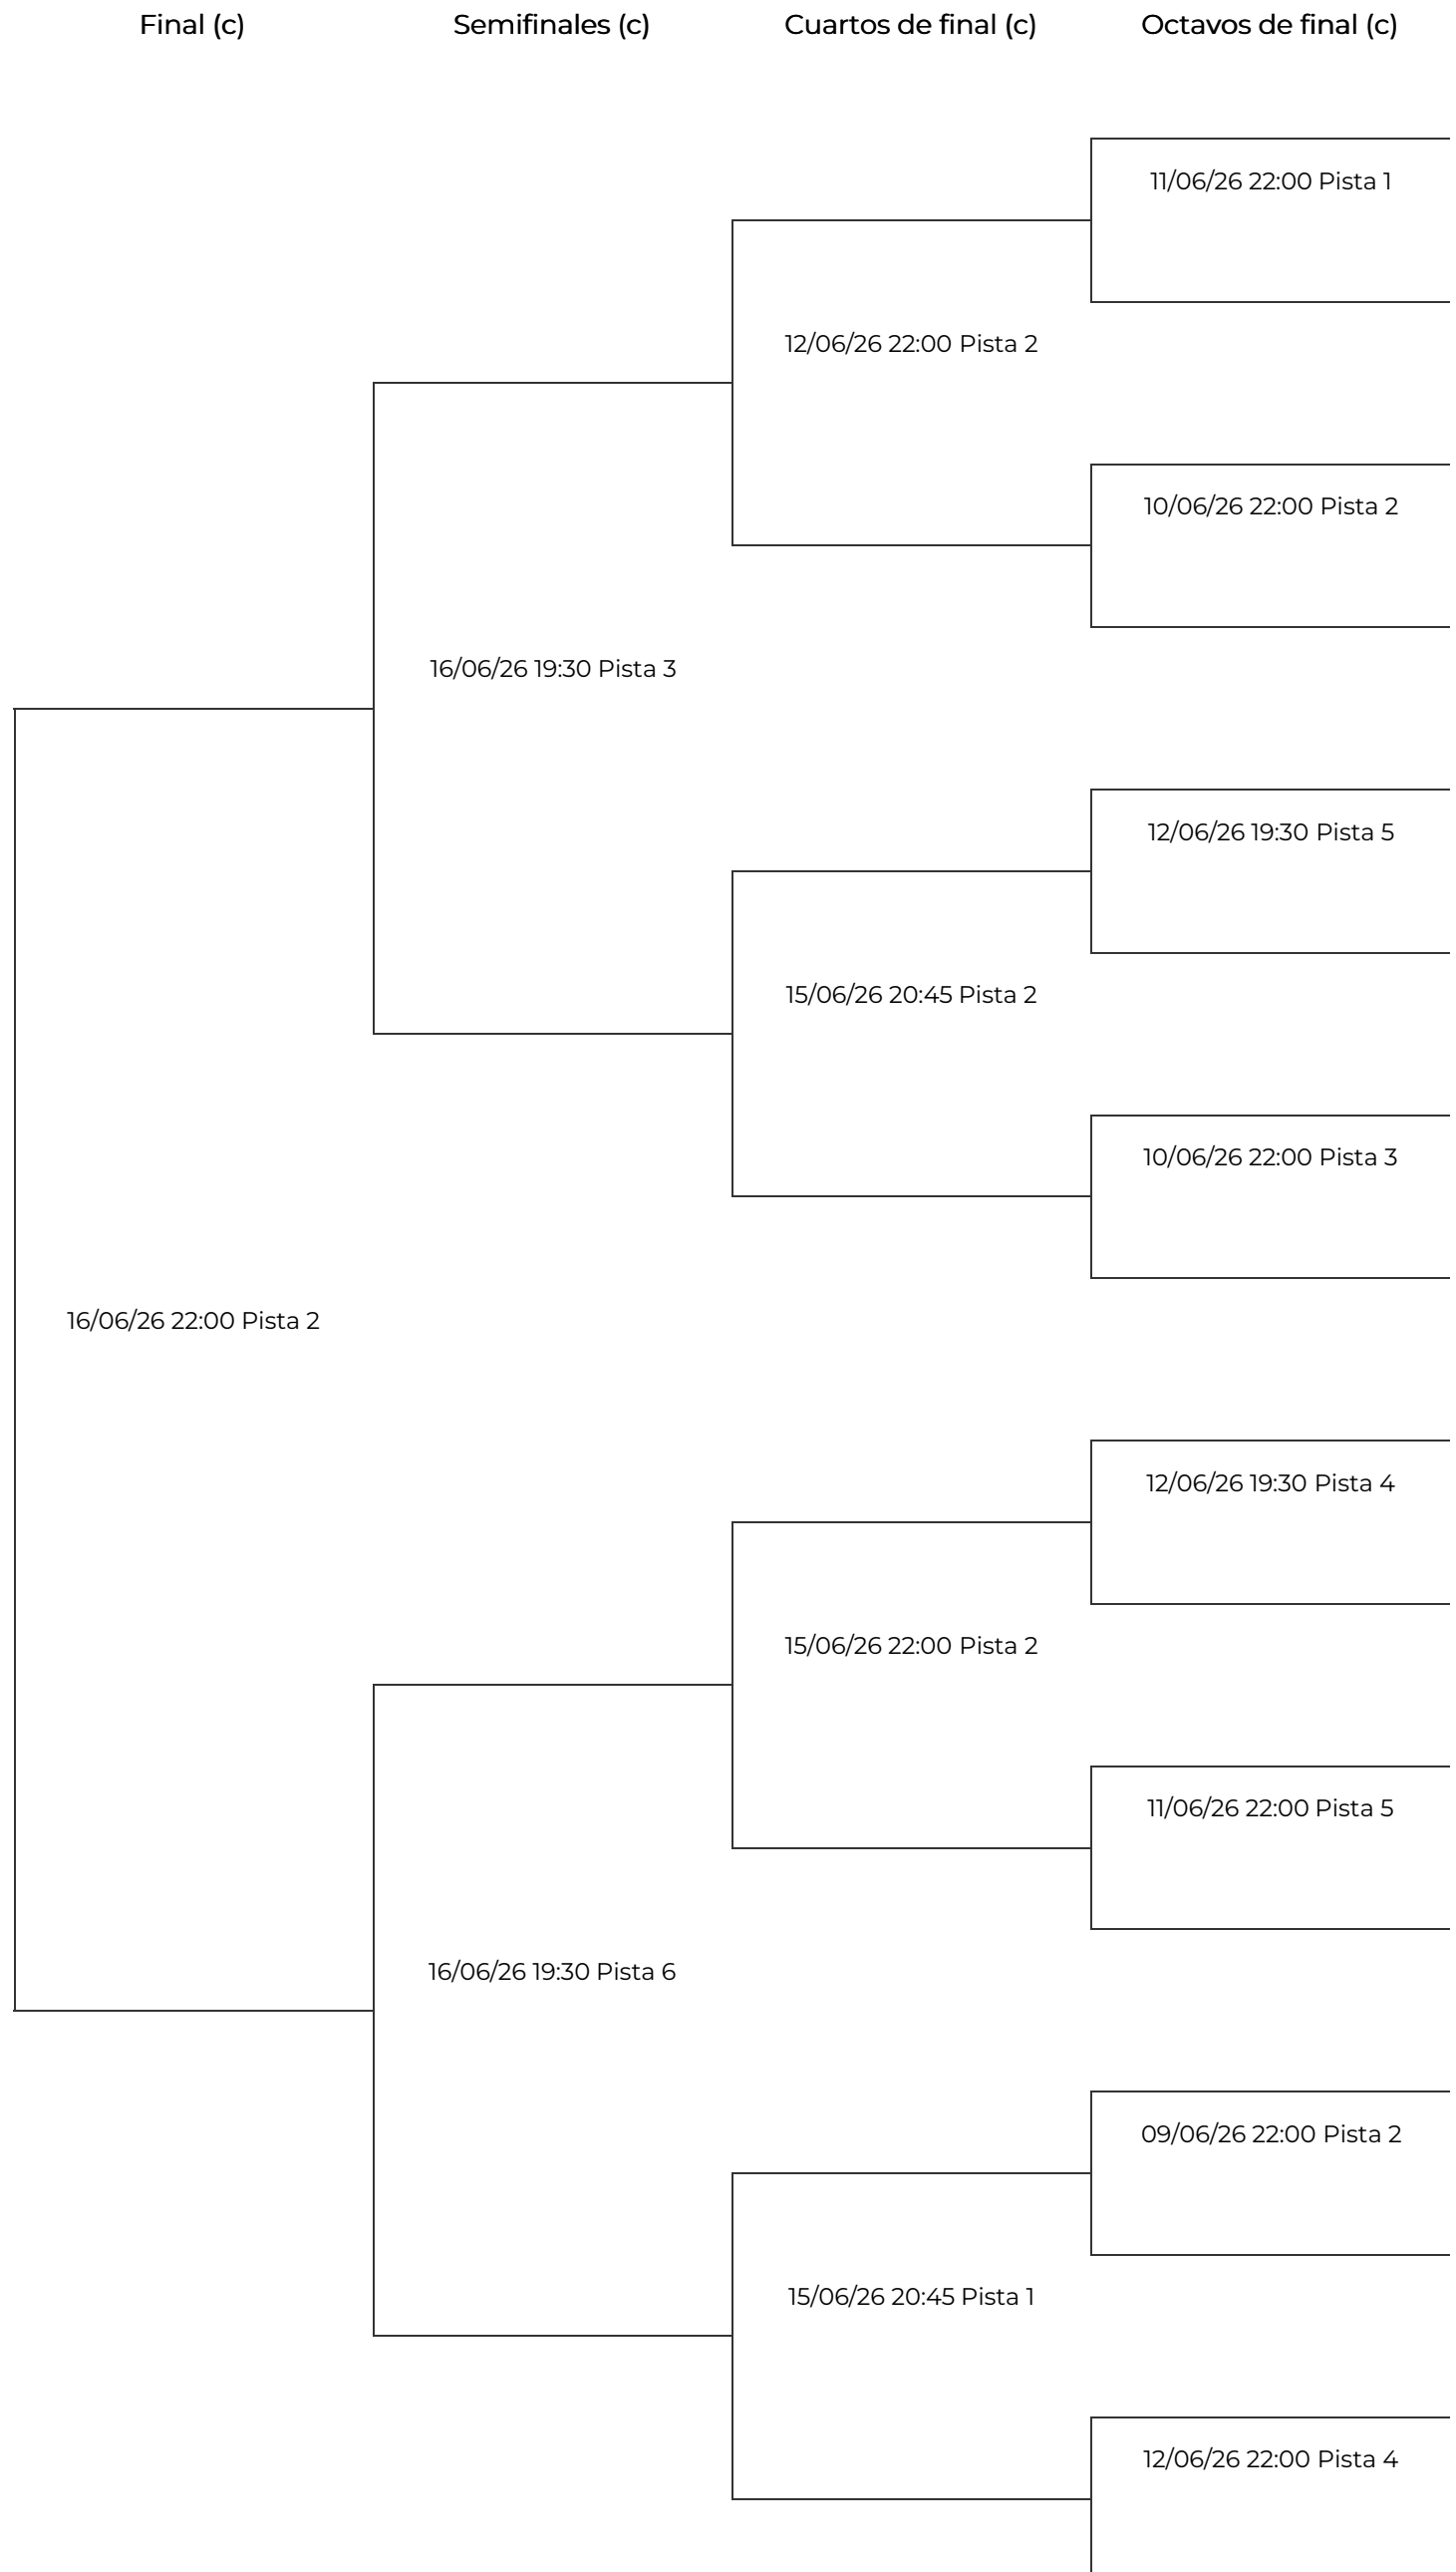 Final (c)
Semifinales (c)
Cuartos de final (c)
Octavos de final (c)
11/06/26 22:00 Pista 1
12/06/26 22:00 Pista 2
10/06/26 22:00 Pista 2
16/06/26 19:30 Pista 3
12/06/26 19:30 Pista 5
15/06/26 20:45 Pista 2
10/06/26 22:00 Pista 3
16/06/26 22:00 Pista 2
12/06/26 19:30 Pista 4
15/06/26 22:00 Pista 2
11/06/26 22:00 Pista 5
16/06/26 19:30 Pista 6
09/06/26 22:00 Pista 2
15/06/26 20:45 Pista 1
12/06/26 22:00 Pista 4